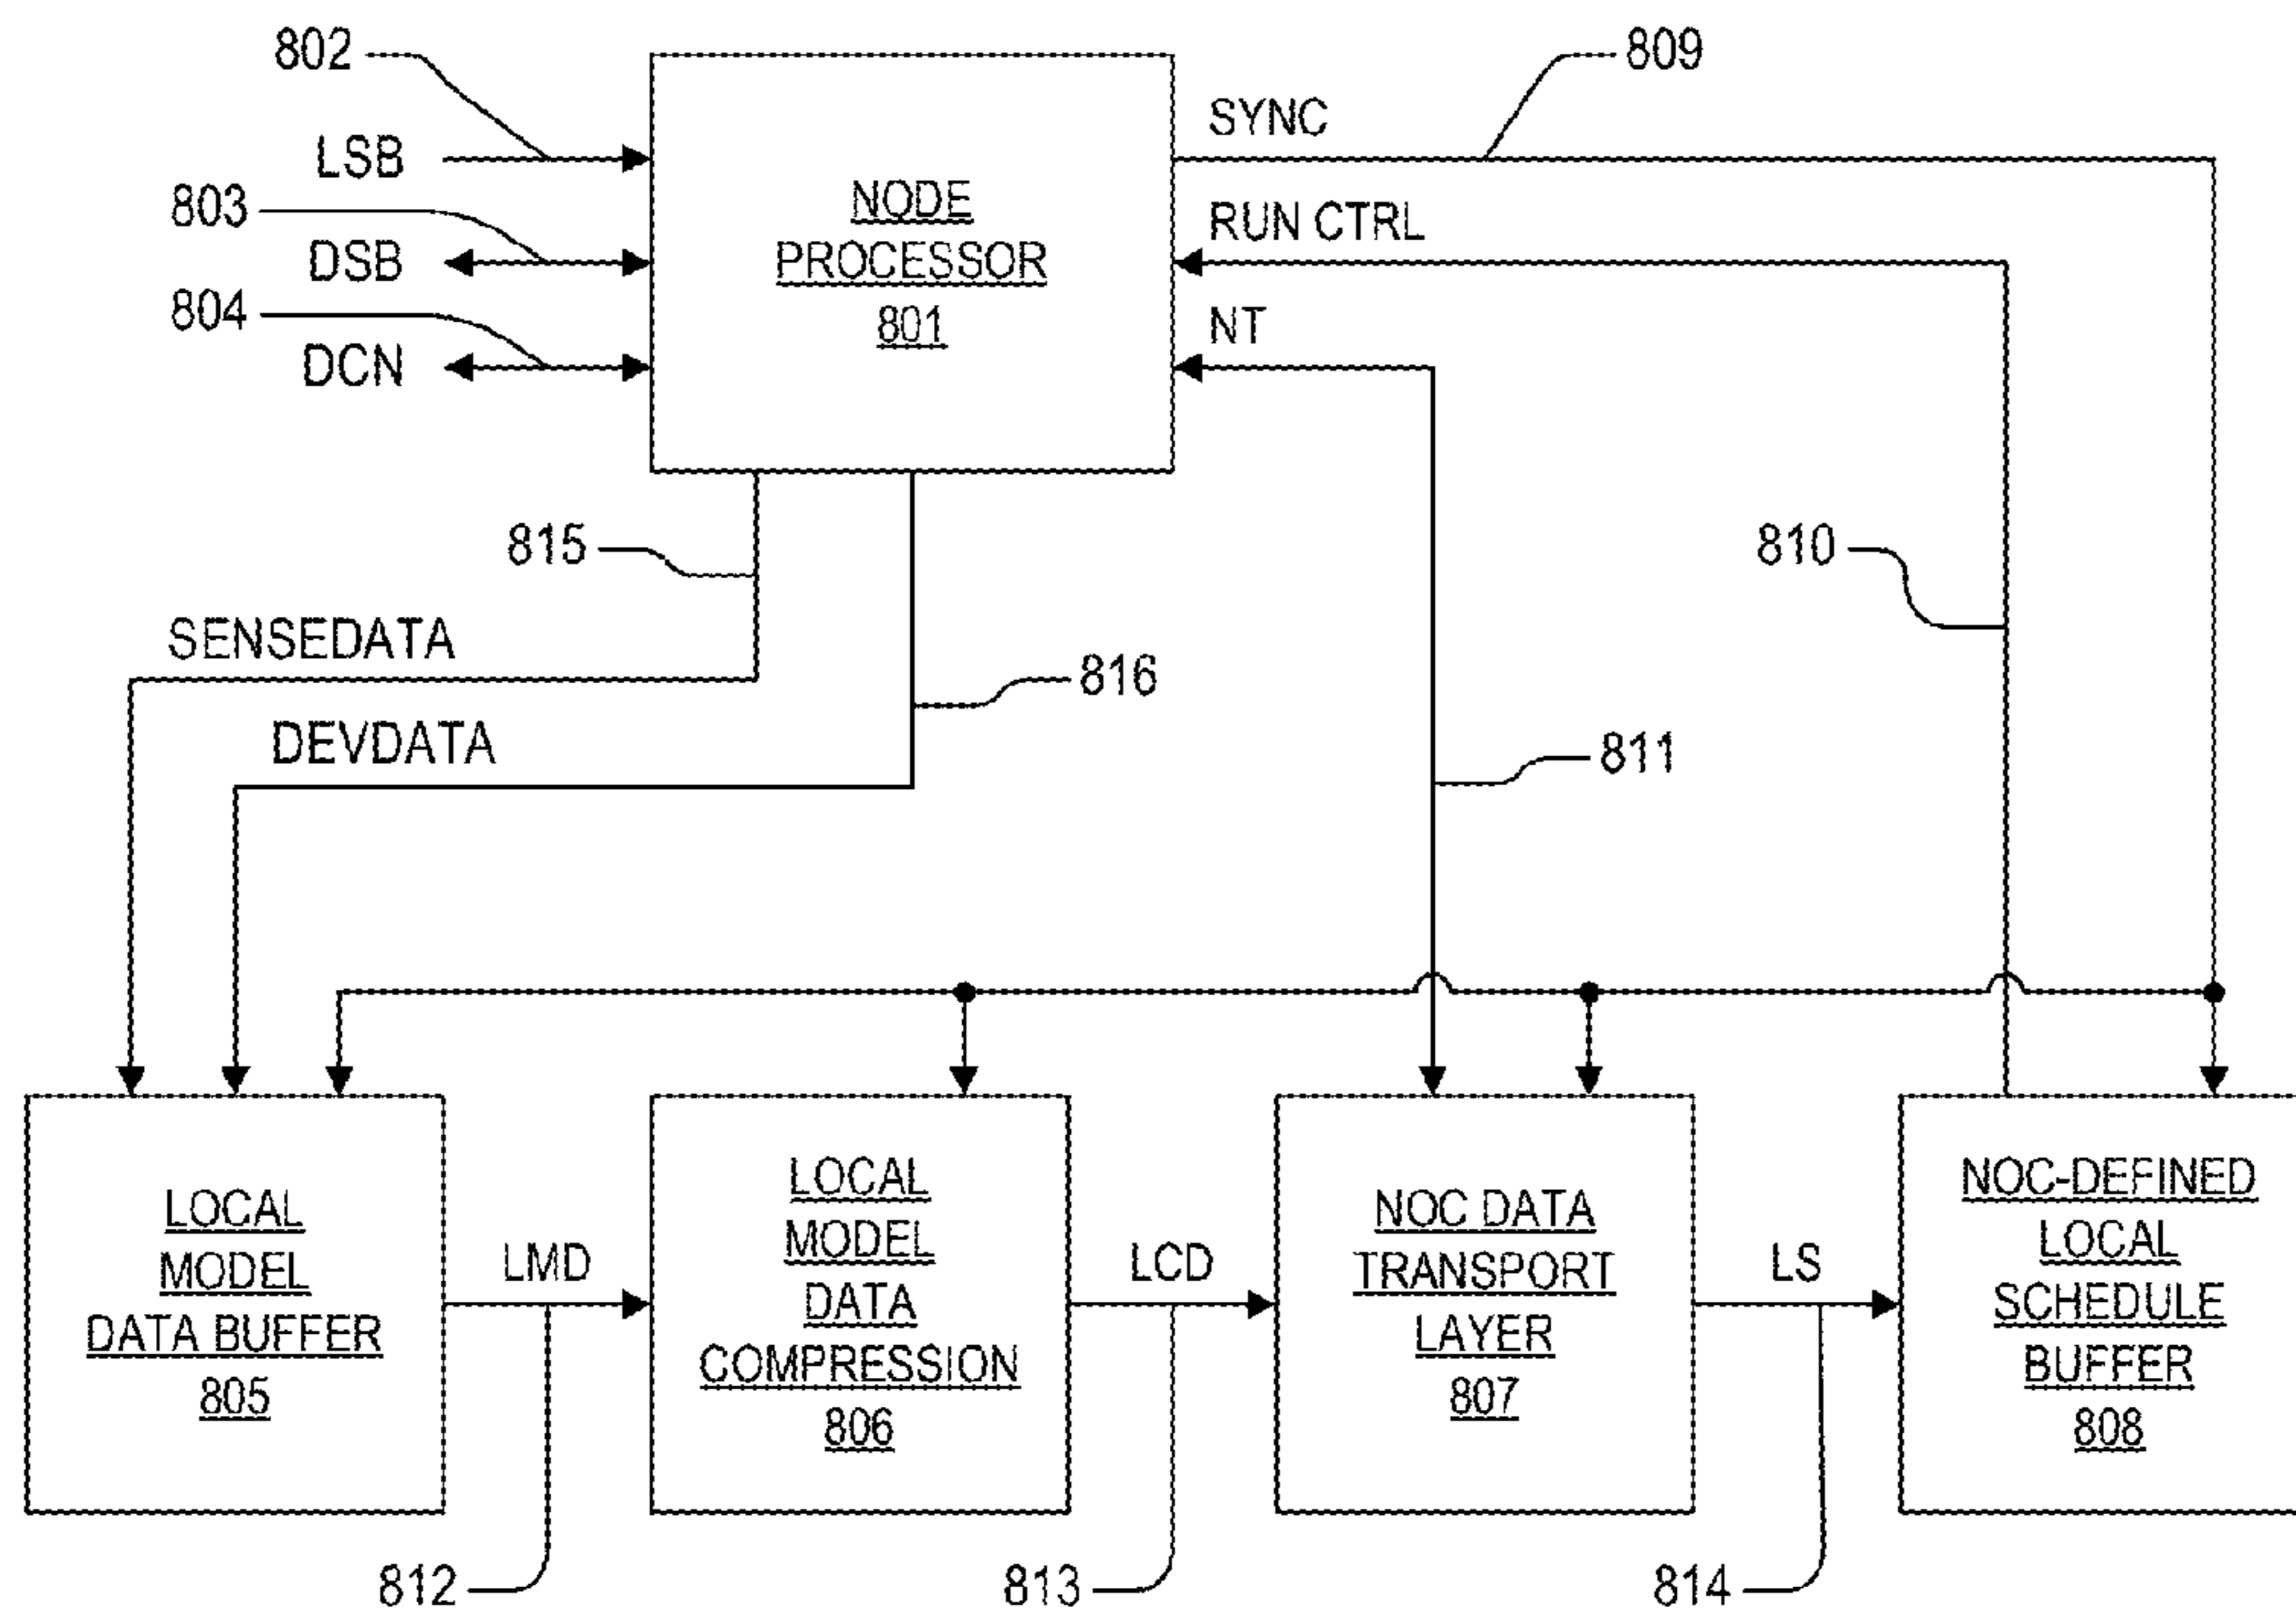 802
809
SYNC
LSB
803
NODE
PROCESSOR
801
RUN CTRL
DSB
804
NT
DCN
815
810
SENSEDATA
816
DEVDATA
811
LOCAL
MODEL
DATA BUFFER
805
LMD
LOCAL
MODEL
DATA
COMPRESSION
806
LCD
NOC DATA
TRANSPORT
LAYER
807
LS
NOC-DEFINED
LOCAL
SCHEDULE
BUFFER
808
812
813
814